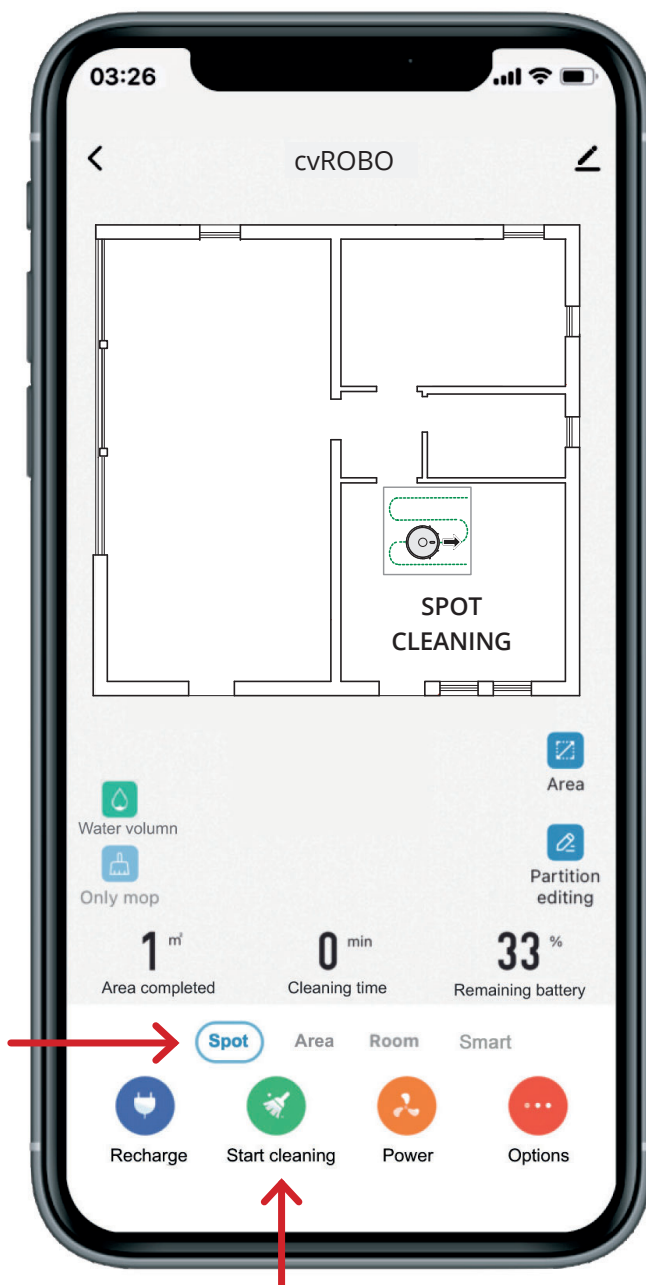 03:26
cvROBO
SPOT
CLEANING
Area
Water volumn
Partition
editing
Only mop
1 ㎡
0 min
33 %
Area completed
Cleaning time
Remaining battery
Spot
Area
Room
Smart
Recharge
Start cleaning
Power
Options